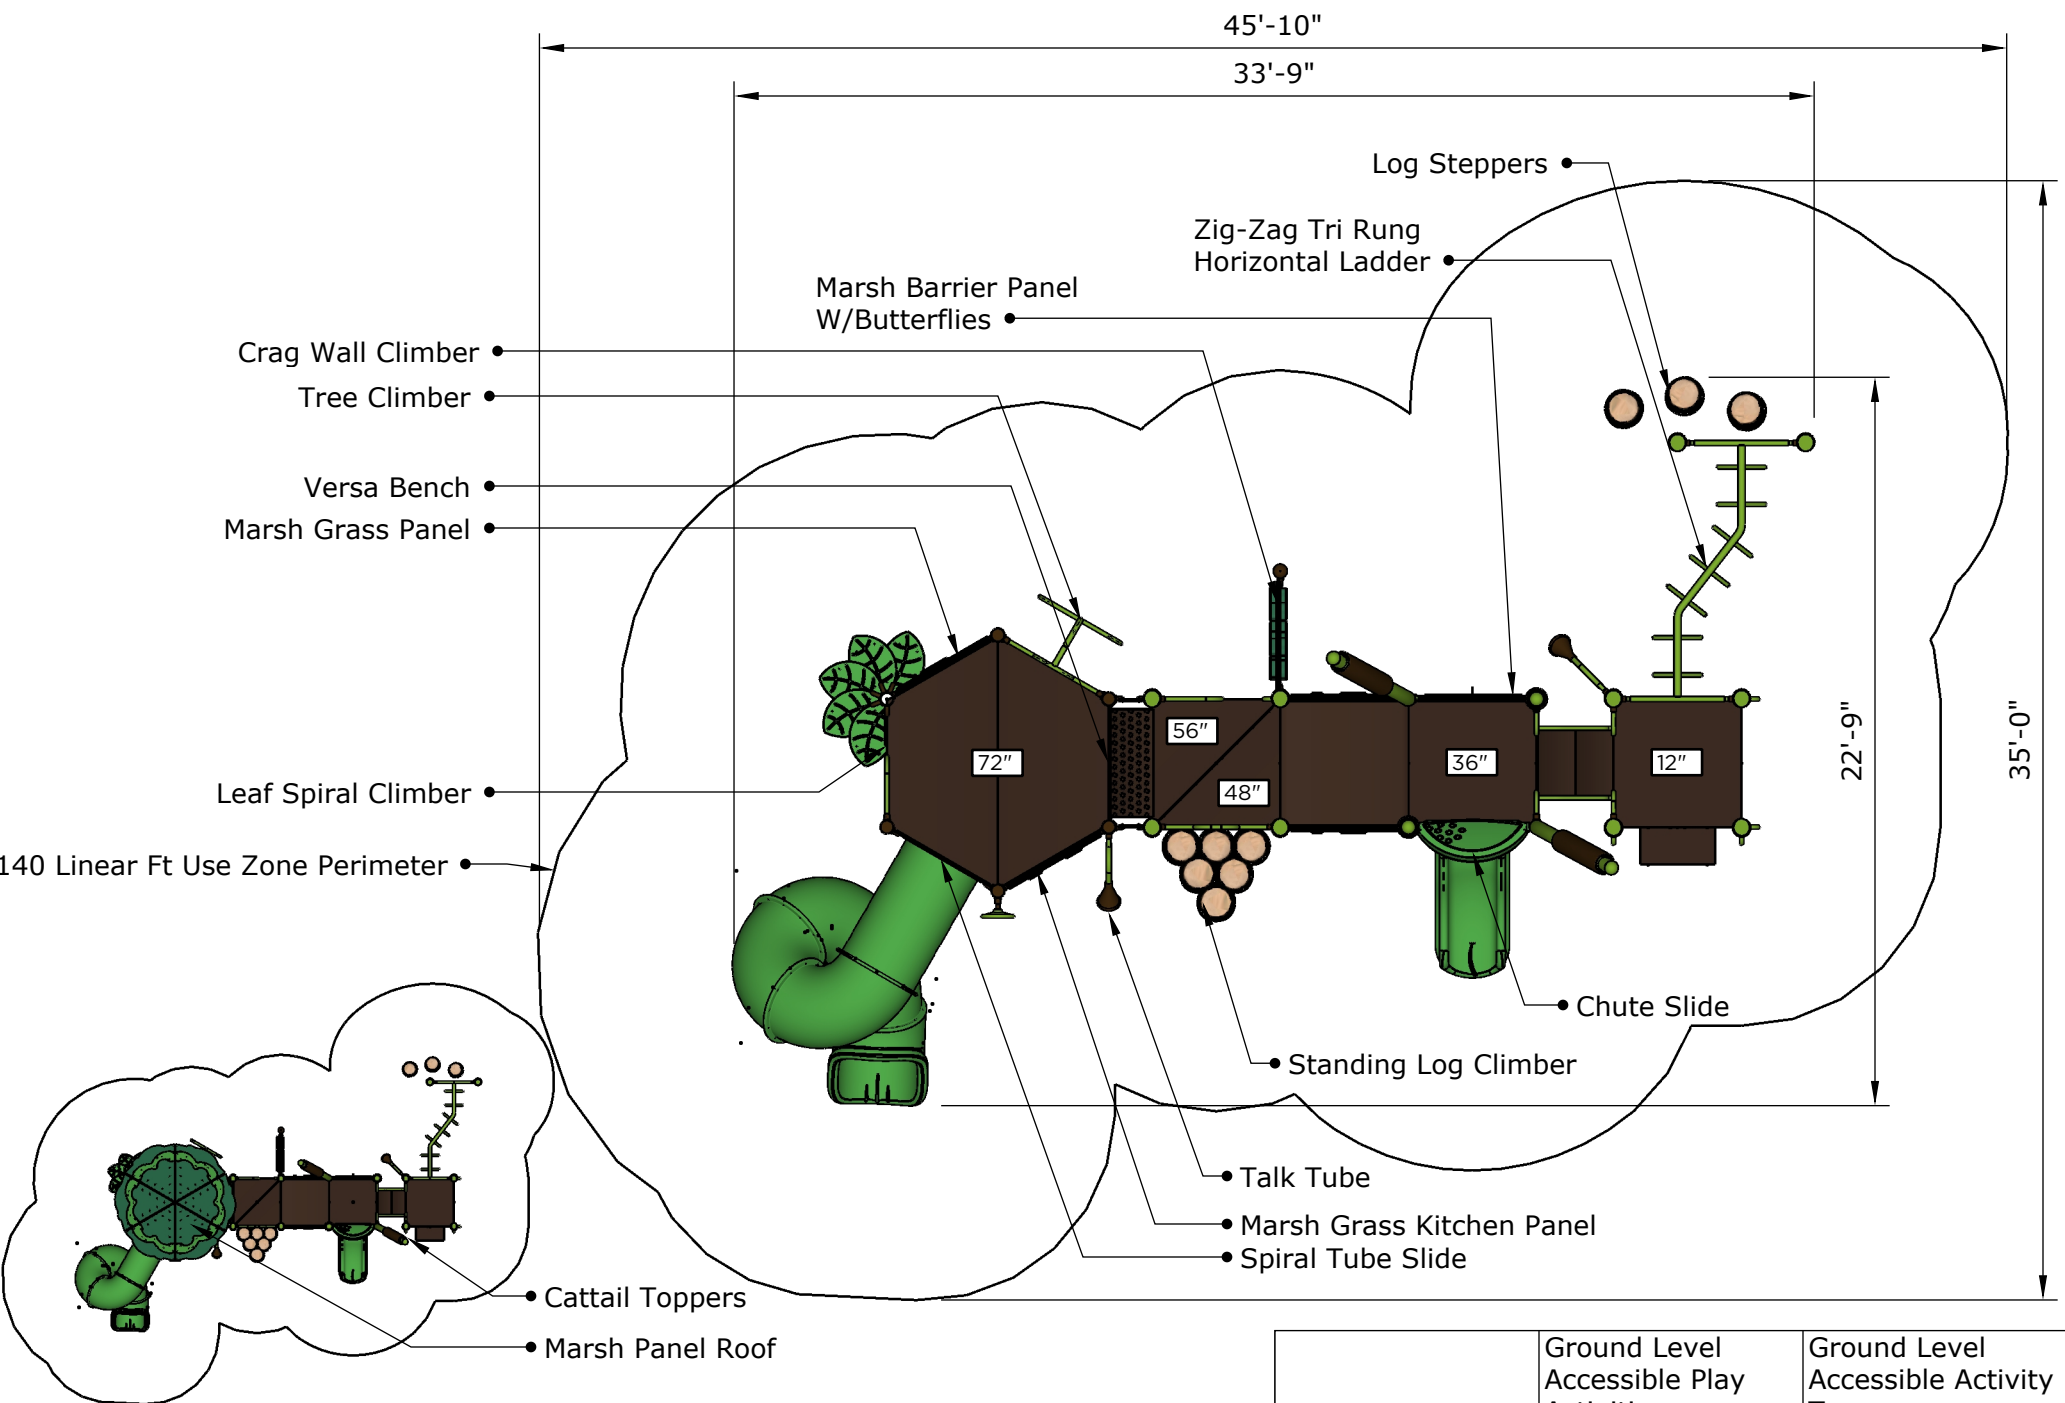 45'-10"
33'-9"
Log Steppers
Zig-Zag Tri Rung
Horizontal Ladder
Marsh Barrier Panel
W/Butterflies
Crag Wall Climber
Tree Climber
Versa Bench
Marsh Grass Panel
56"
72"
36"
12"
48"
22'-9"
35'-0"
Leaf Spiral Climber
140 Linear Ft Use Zone Perimeter
Chute Slide
Standing Log Climber
Talk Tube
Marsh Grass Kitchen Panel
Spiral Tube Slide
Cattail Toppers
Marsh Panel Roof
Ground Level
Accessible Play
Ground Level
Accessible Activity